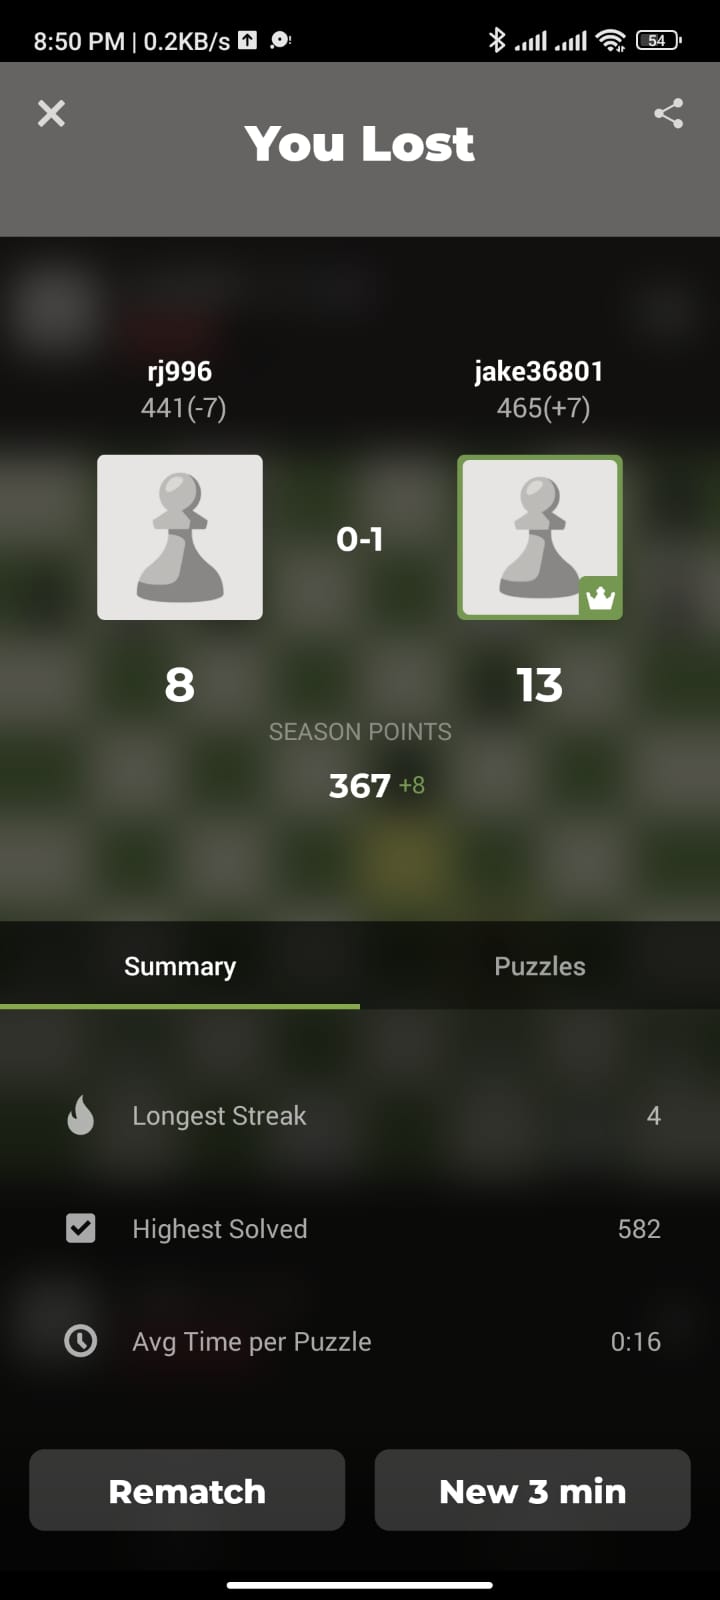 8:50 PM | 0.2KB/s
54
You Lost
rj996
441(-7)
jake36801
465(+7)
0-1
8
13
SEASON POINTS
367 +8
Summary
Puzzles
Longest Streak
4
Highest Solved
582
Avg Time per Puzzle
0:16
Rematch
New 3 min